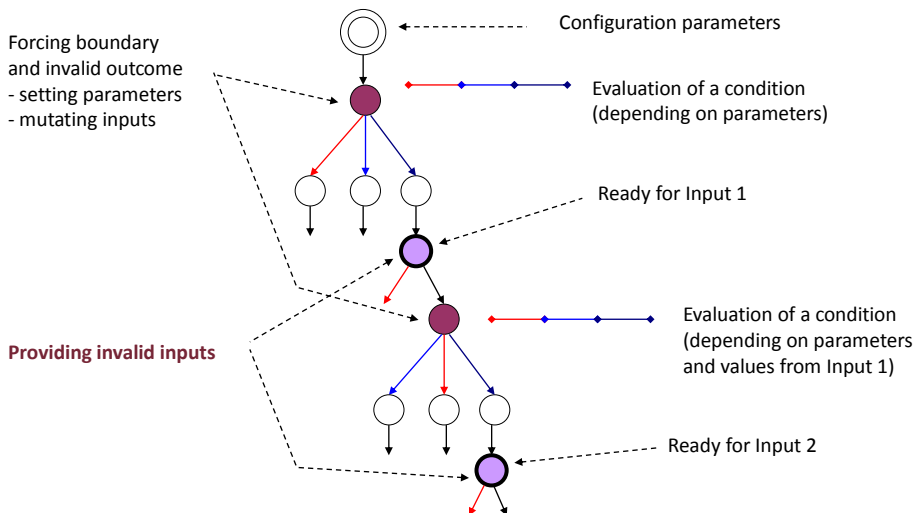 Configuration parameters
Forcing boundary
and invalid outcome
- setting parameters
- mutating inputs
Evaluation of a condition
(depending on parameters)
Ready for Input 1
Evaluation of a condition
(depending on parameters
and values from Input 1)
Providing invalid inputs
Ready for Input 2